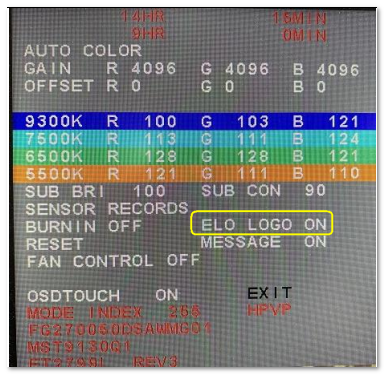 14HR 15MIN
9HR 0MIN
AUTO COLOR
GAIN R 4096 G 4096 B 4096
OFFSET R 0 G 0 B 0
9300K R 100 G 103 B 121
7500K R 113 G 111 B 124
6500K R 128 G 128 B 121
5500K R 121 G 111 B 110
SUB BRI 100 SUB CON 90
SENSOR RECORDS
BURNIN OFF ELO LOGO ON
RESET MESSAGE ON
FAN CONTROL OFF
OSDTOUCH ON EXIT
MODE INDEX 255 HPVP
MST9130Q1
REV3